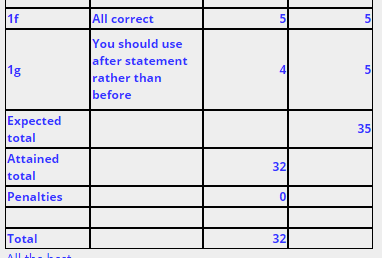 1f All correct 5 5
You should use
after statement
1g rather than 4 5
before
Expected
total 35
Attained
total 32
Penalties 0
Total 32
All the best